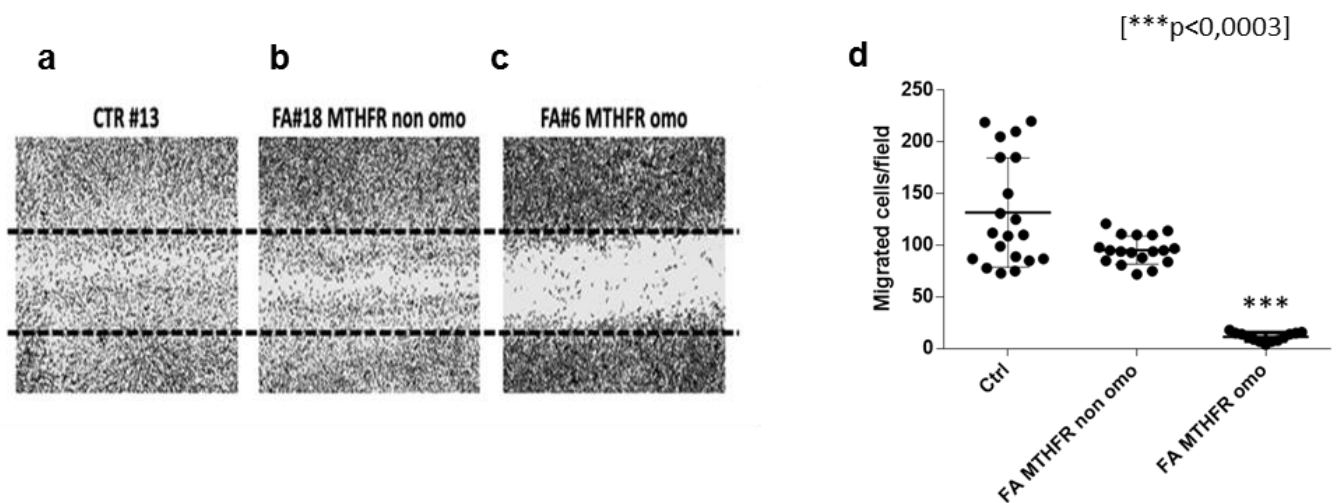 [***p<0,0003]
a
b
c
d
CTR #13
FA#18 MTHFR non omo
FA#6 MTHFR omo
Migrated cells/field
250
200
150
100
50
0
***
Ctrl
FA MTHFR non omo
FA MTHFR omo